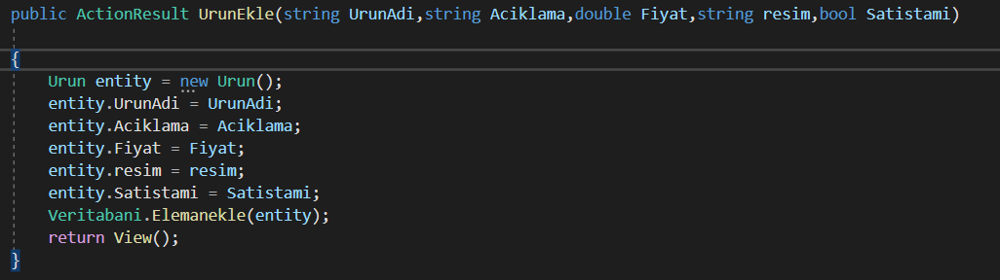 public ActionResult UrunEkle(string UrunAdi,string Aciklama,double Fiyat,string resim,bool Satistami)
{
Urun entity = new Urun();
entity.UrunAdi = UrunAdi;
entity.Aciklama = Aciklama;
entity.Fiyat = Fiyat;
entity.resim = resim;
entity.Satistami = Satistami;
Veritabani.Elemanekle(entity);
return View();
}